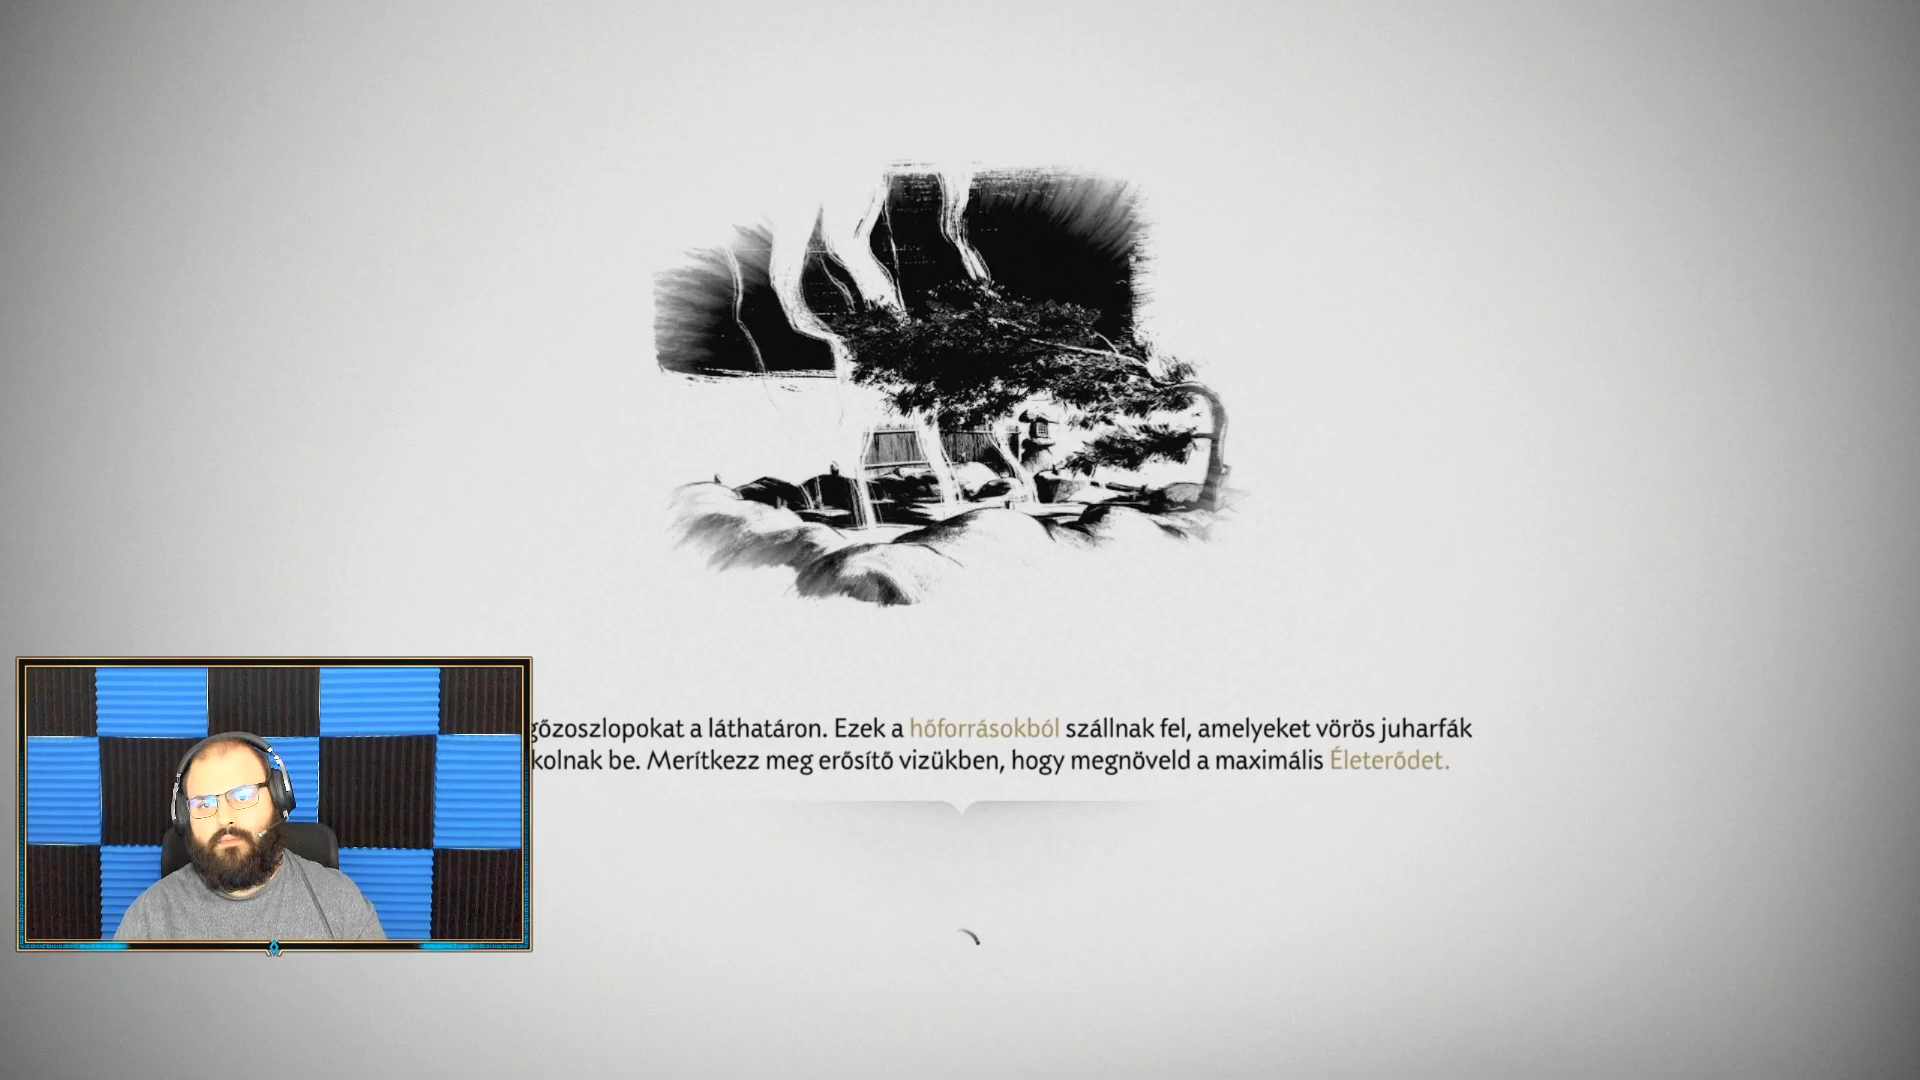 gőzoszlopokat a láthatáron. Ezek a hőforrásokból szállnak fel, amelyeket vörös juharfák
kolnak be. Merítkezz meg erősítő vizükben, hogy megnöveld a maximális Életerődet.